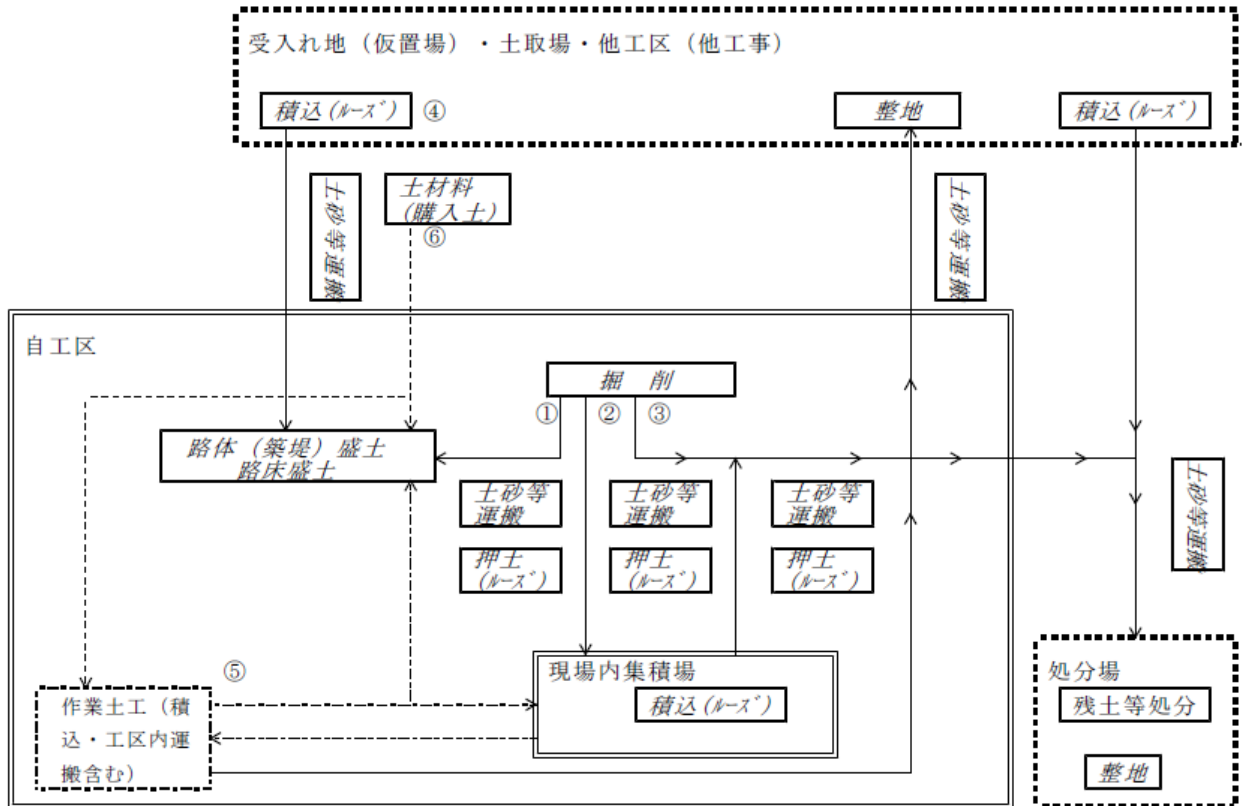 受入れ地（仮置場）・土取場・他工区（他工事）
積込(ﾙｰｽﾞ)
④
整地
積込(ﾙｰｽﾞ)
土砂等運搬
土材料
(購入土)
⑥
土砂等運搬
自工区
掘 削
①
②
③
路体（築堤）盛土
路床盛土
土砂等
運搬
土砂等
運搬
土砂等
運搬
土砂等運搬
押土
(ﾙｰｽﾞ)
押土
(ﾙｰｽﾞ)
押土
(ﾙｰｽﾞ)
⑤
現場内集積場
積込(ﾙｰｽﾞ)
作業土工（積
込・工区内運
搬含む）
処分場
残土等処分
整地